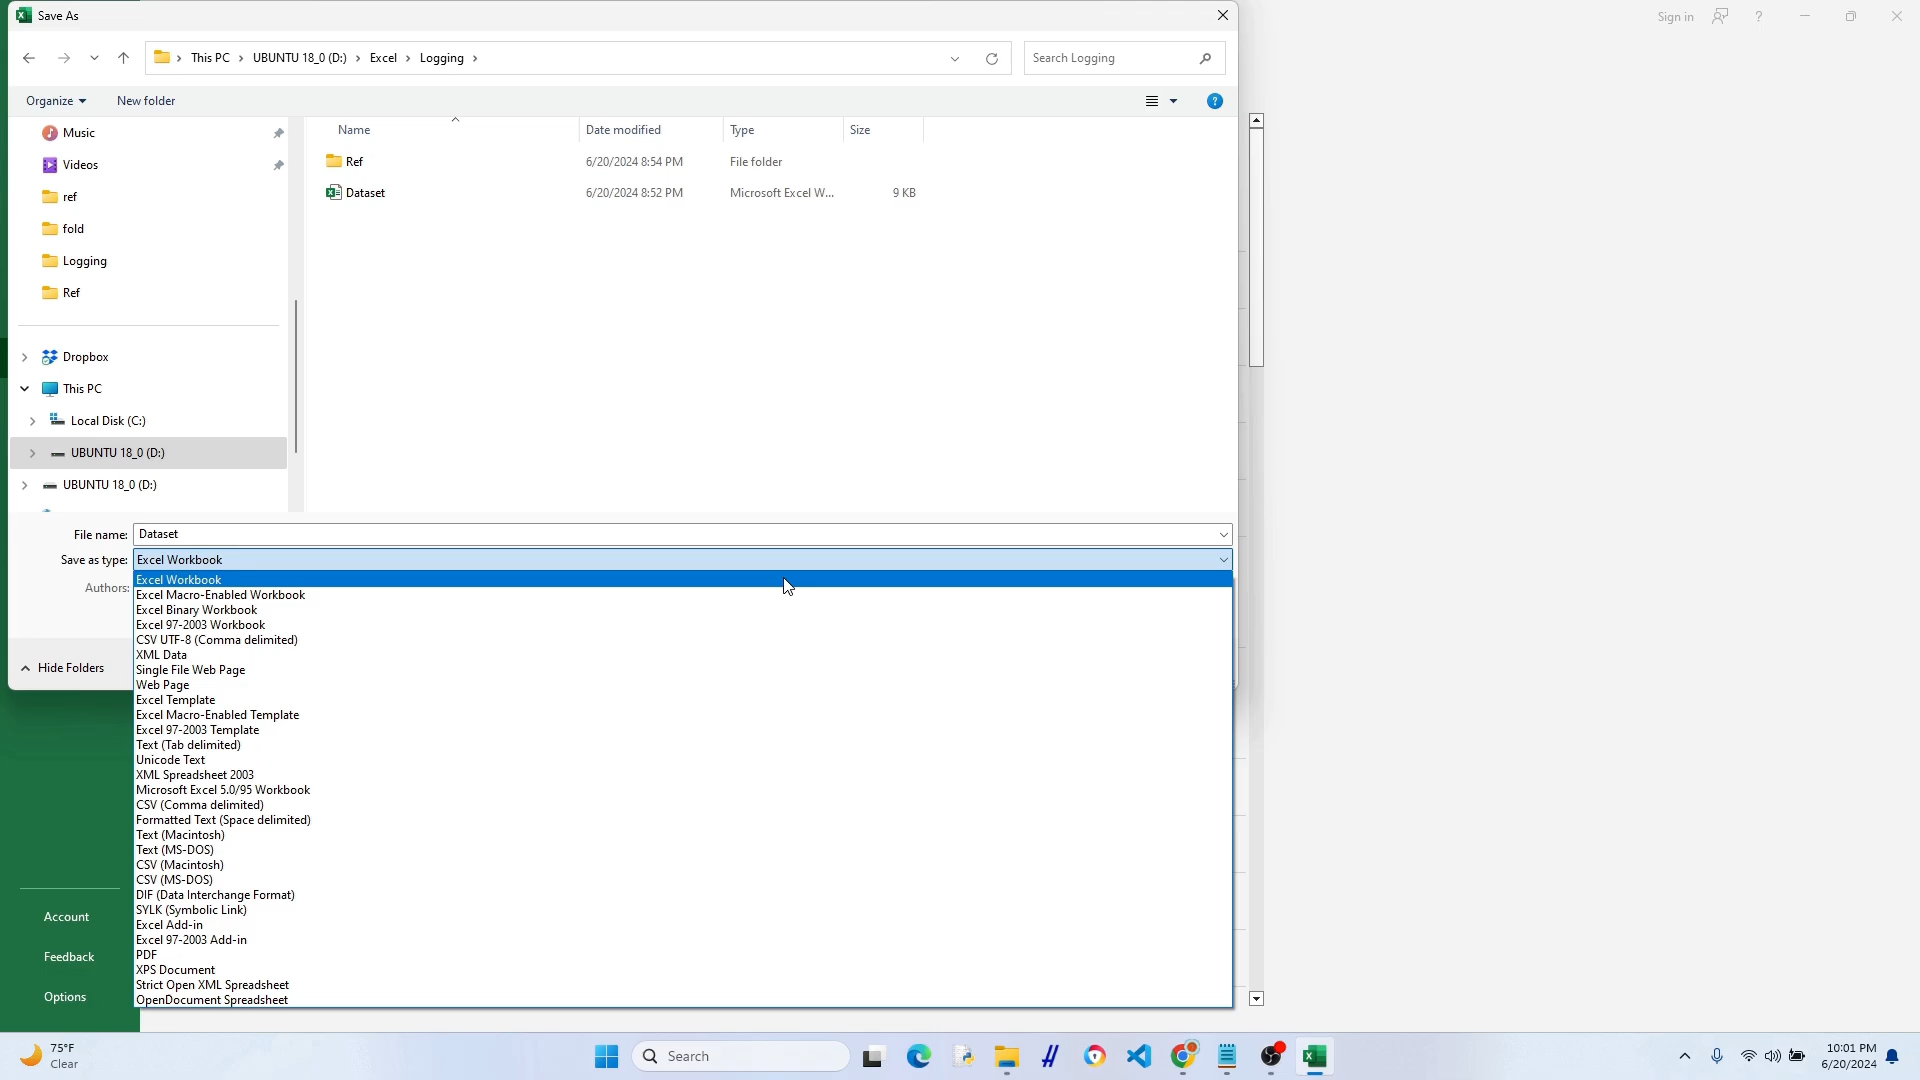 Save As
Sign in
?
This PC
UBUNTU 18_0 (D:)
Excel
Logging
Search Logging
Organize
New folder
?
Name
Date modified
Type
Size
Music
Videos
ref
fold
Logging
Ref
Dropbox
This PC
Local Disk (C:)
UBUNTU 18_0 (D:)
UBUNTU 18_0 (D:)
Ref 6/20/2024 8:54 PM File folder
Dataset 6/20/2024 8:52 PM Microsoft Excel W... 9 KB
File name: Dataset
Save as type: Excel Workbook
Authors:
Hide Folders
Excel Workbook
Excel Macro-Enabled Workbook
Excel Binary Workbook
Excel 97-2003 Workbook
CSV UTF-8 (Comma delimited)
XML Data
Single File Web Page
Web Page
Excel Template
Excel Macro-Enabled Template
Excel 97-2003 Template
Text (Tab delimited)
Unicode Text
XML Spreadsheet 2003
Microsoft Excel 5.0/95 Workbook
CSV (Comma delimited)
Formatted Text (Space delimited)
Text (Macintosh)
Text (MS-DOS)
CSV (Macintosh)
CSV (MS-DOS)
DIF (Data Interchange Format)
SYLK (Symbolic Link)
Excel Add-in
Excel 97-2003 Add-in
PDF
XPS Document
Strict Open XML Spreadsheet
OpenDocument Spreadsheet
Account
Feedback
Options
75°F
Clear
Search
10:01 PM
6/20/2024